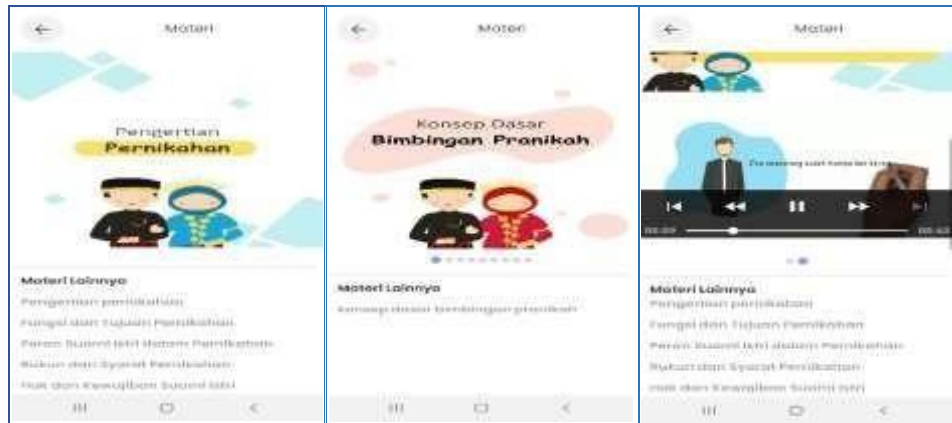 Materi
Pengertian
Pernikahan
Materi Lainnya
Pengertian pernikahan
Fungsi dan Tujuan Pernikahan
Peran Suami Istri dalam Pernikahan
Rukun dan Syarat Pernikahan
Hak dan Kewajiban Suami Istri
Materi
Konsep Dasar
Bimbingan Pranikah
Materi Lainnya
Konsep dasar bimbingan pranikah
Materi
00:09
Materi Lainnya
Pengertian pernikahan
Fungsi dan Tujuan Pernikahan
Peran Suami Istri dalam Pernikahan
Rukun dan Syarat Pernikahan
Hak dan Kewajiban Suami Istri